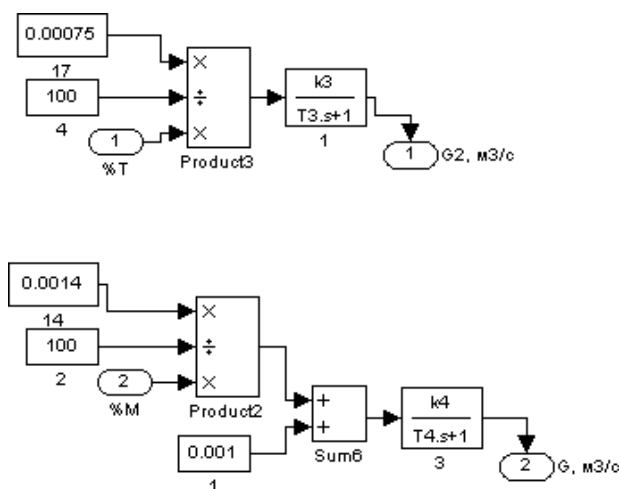 0.00075
17
100
4
1
%T
×
÷
×
Product3
k3
T3.s+1
1
1
G2, м3/с
0.0014
14
100
2
2
%M
×
÷
×
Product2
0.001
1
+
+
Sum6
k4
T4.s+1
3
2
G, м3/с